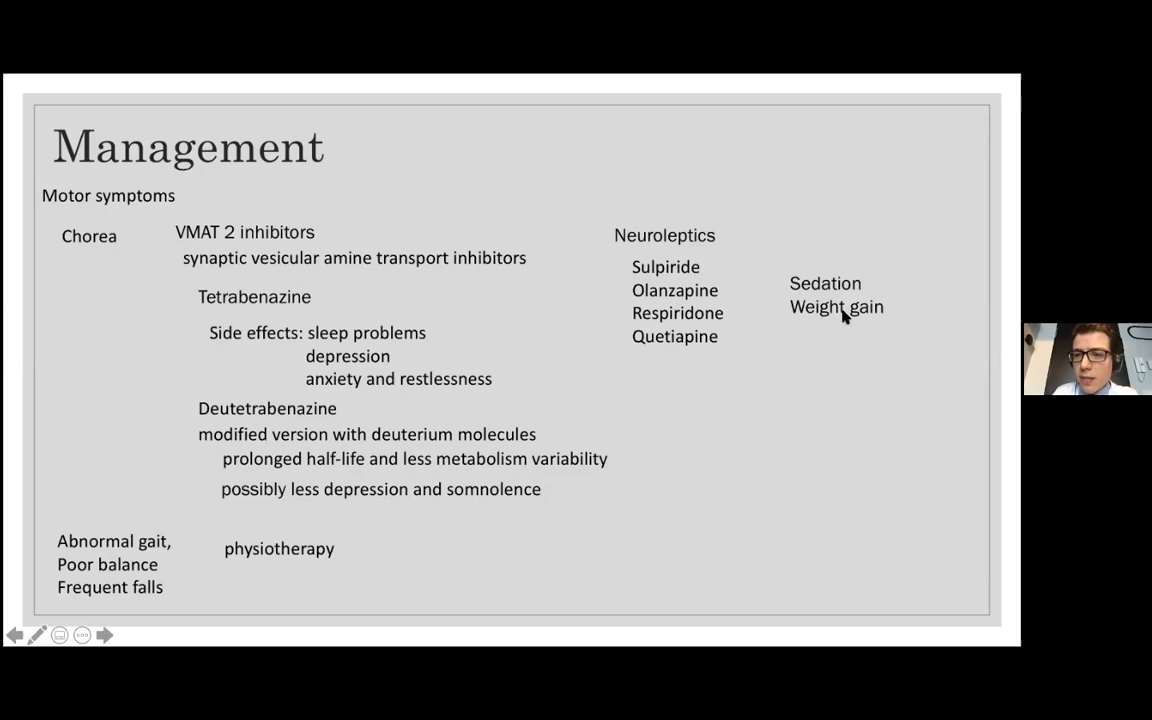 Management
Motor symptoms
Chorea
VMAT 2 inhibitors
synaptic vesicular amine transport inhibitors
Tetrabenazine
Side effects: sleep problems
depression
anxiety and restlessness
Deutetrabenazine
modified version with deuterium molecules
prolonged half-life and less metabolism variability
possibly less depression and somnolence
Neuroleptics
Sulpiride
Olanzapine
Respiridone
Quetiapine
Sedation
Weight gain
Abnormal gait,
Poor balance
Frequent falls
physiotherapy